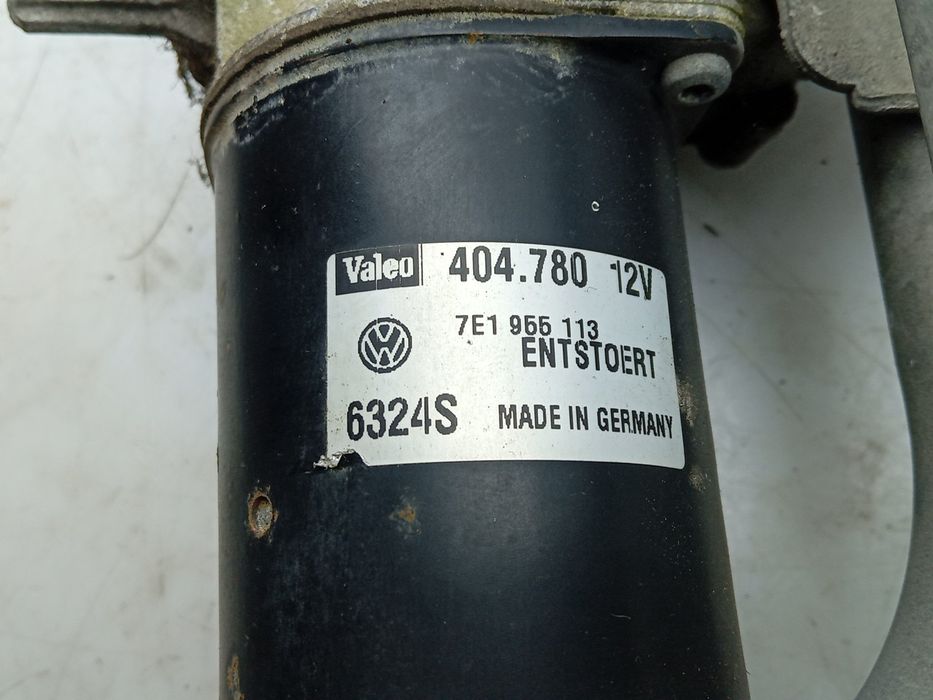 Valeo 404.780 12V
7E1 955 113
ENTSTOERT
6324S MADE IN GERMANY